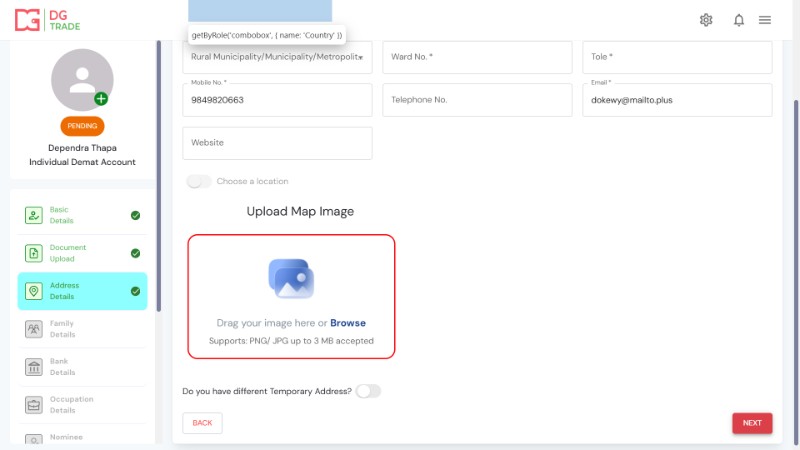 DG
TRADE
getByRole('combobox', { name: 'Country' })
Rural Municipality/Municipality/Metropolit
Ward No. *
Tole *
Mobile No. *
9849820663
Telephone No.
Email *
dokewy@mailto.plus
Website
PENDING
Dependra Thapa
Individual Demat Account
Choose a location
Upload Map Image
Drag your image here or Browse
Supports: PNG/ JPG up to 3 MB accepted
Do you have different Temporary Address?
BACK
NEXT
Basic
Details
Document
Upload
Address
Details
Family
Details
Bank
Details
Occupation
Details
Nominee